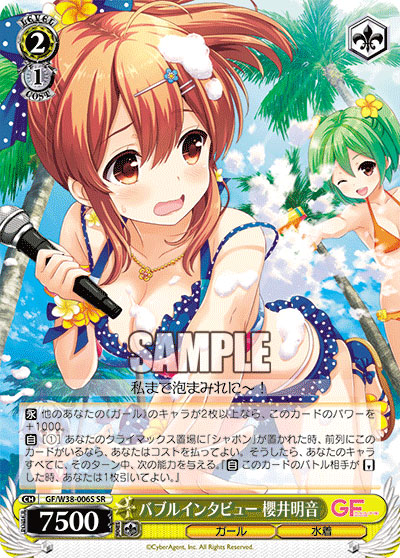 LEVEL
2
1
COST
SAMPLE
私まで泡まみれに～！
永 他のあなたの《ガール》のキャラが2枚以上なら、このカードのパワーを
＋1000。
自 [①] あなたのクライマックス置場に「シャボン」が置かれた時、前列にこ
のカードがいるなら、あなたはコストを払ってよい。そうしたら、あなたのキャラ
すべてに、そのターン中、次の能力を与える。『自 このカードのバトル相手が
した時、あなたは1枚引いてよい。』
CH GF/W38-006S SR
7500
バブルインタビュー 櫻井明音
GF
ガール
水着
©CyberAgent, Inc. All Rights Reserved.